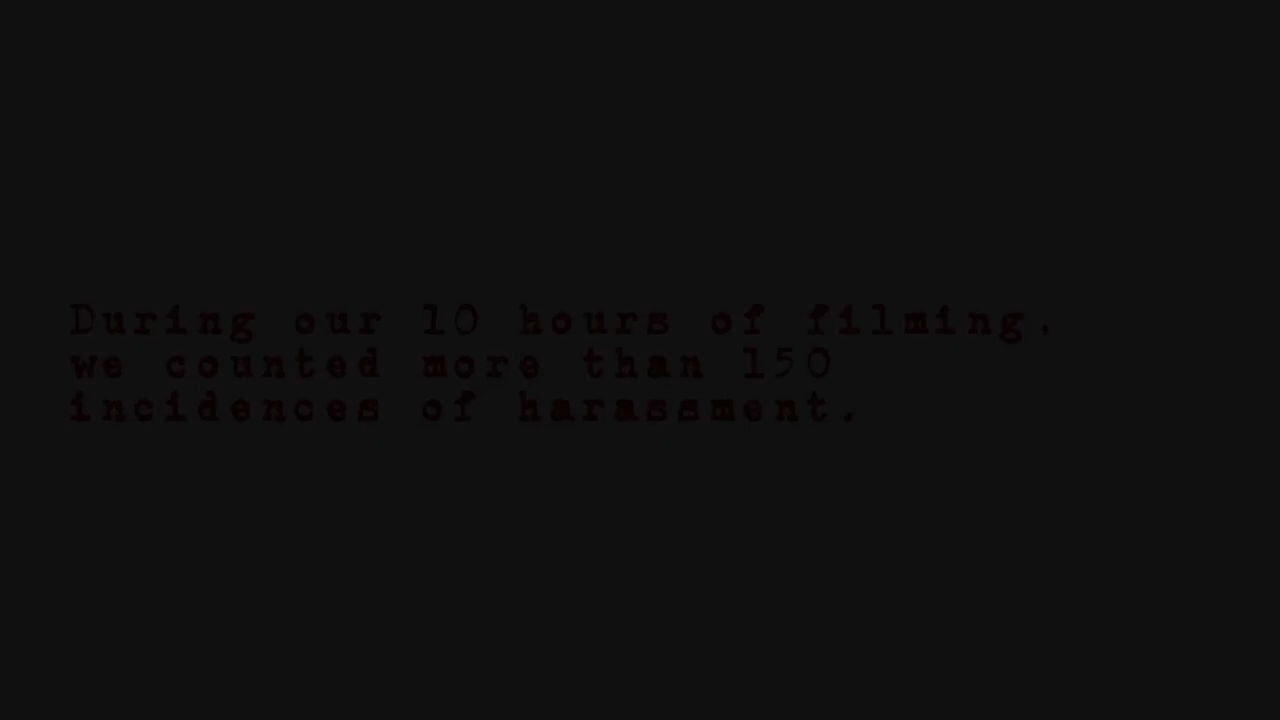 During our 10 hours of filming,
we counted more than 150
incidences of harassment.